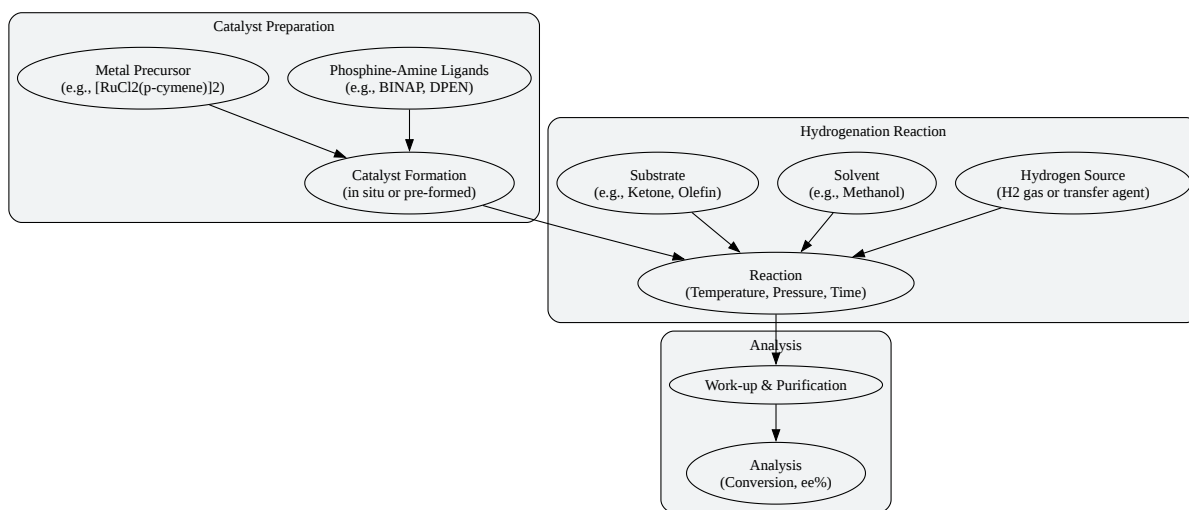 Catalyst Preparation
Metal Precursor
(e.g., [RuCl2(p-cymene)]2)
Phosphine-Amine Ligands
(e.g., BINAP, DPEN)
Catalyst Formation
(in situ or pre-formed)
Hydrogenation Reaction
Substrate
(e.g., Ketone, Olefin)
Solvent
(e.g., Methanol)
Hydrogen Source
(H2 gas or transfer agent)
Reaction
(Temperature, Pressure, Time)
Analysis
Work-up & Purification
Analysis
(Conversion, ee%)